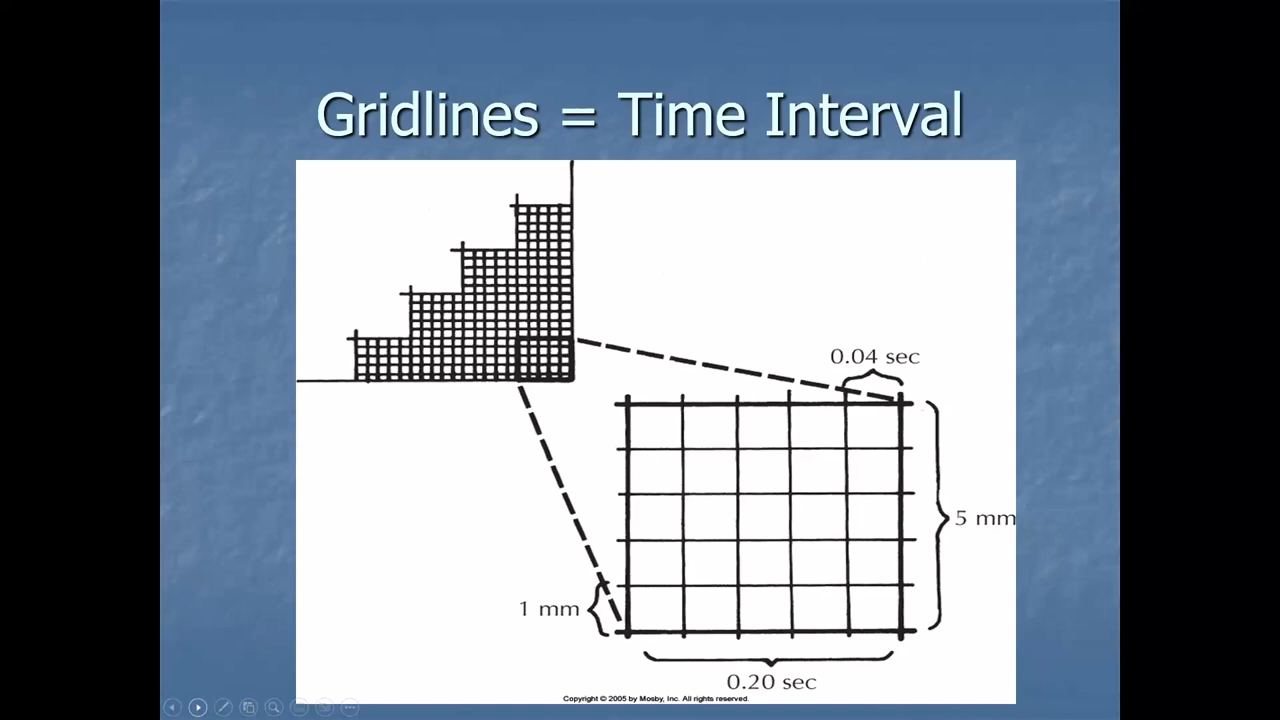 Gridlines = Time Interval
0.04 sec
5 mm
1 mm
0.20 sec
Copyright © 2005 by Mosby, Inc. All rights reserved.